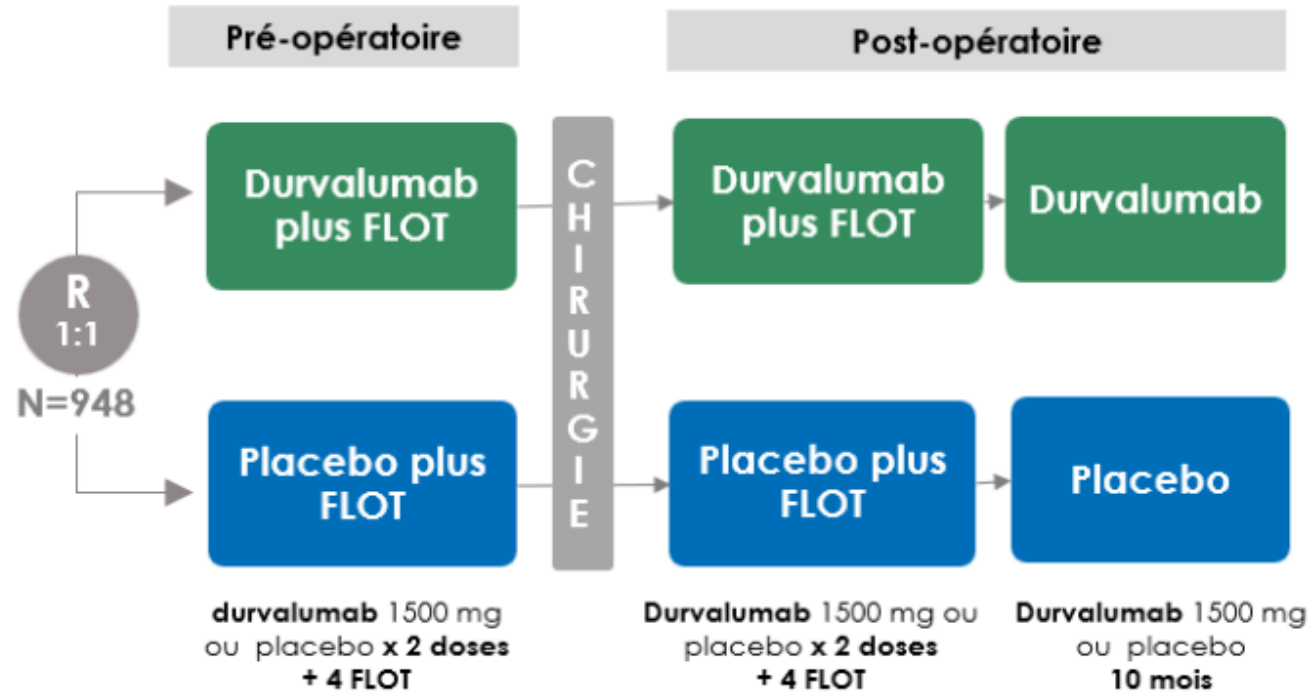 Pré-opératoire
Post-opératoire
Durvalumab
plus FLOT
CHIRURGIE
Durvalumab
plus FLOT
Durvalumab
R
1:1
N=948
Placebo plus
FLOT
Placebo plus
FLOT
Placebo
durvalumab 1500 mg
ou placebo x 2 doses
+ 4 FLOT
Durvalumab 1500 mg ou
placebo x 2 doses
+ 4 FLOT
Durvalumab 1500 mg
ou placebo
10 mois